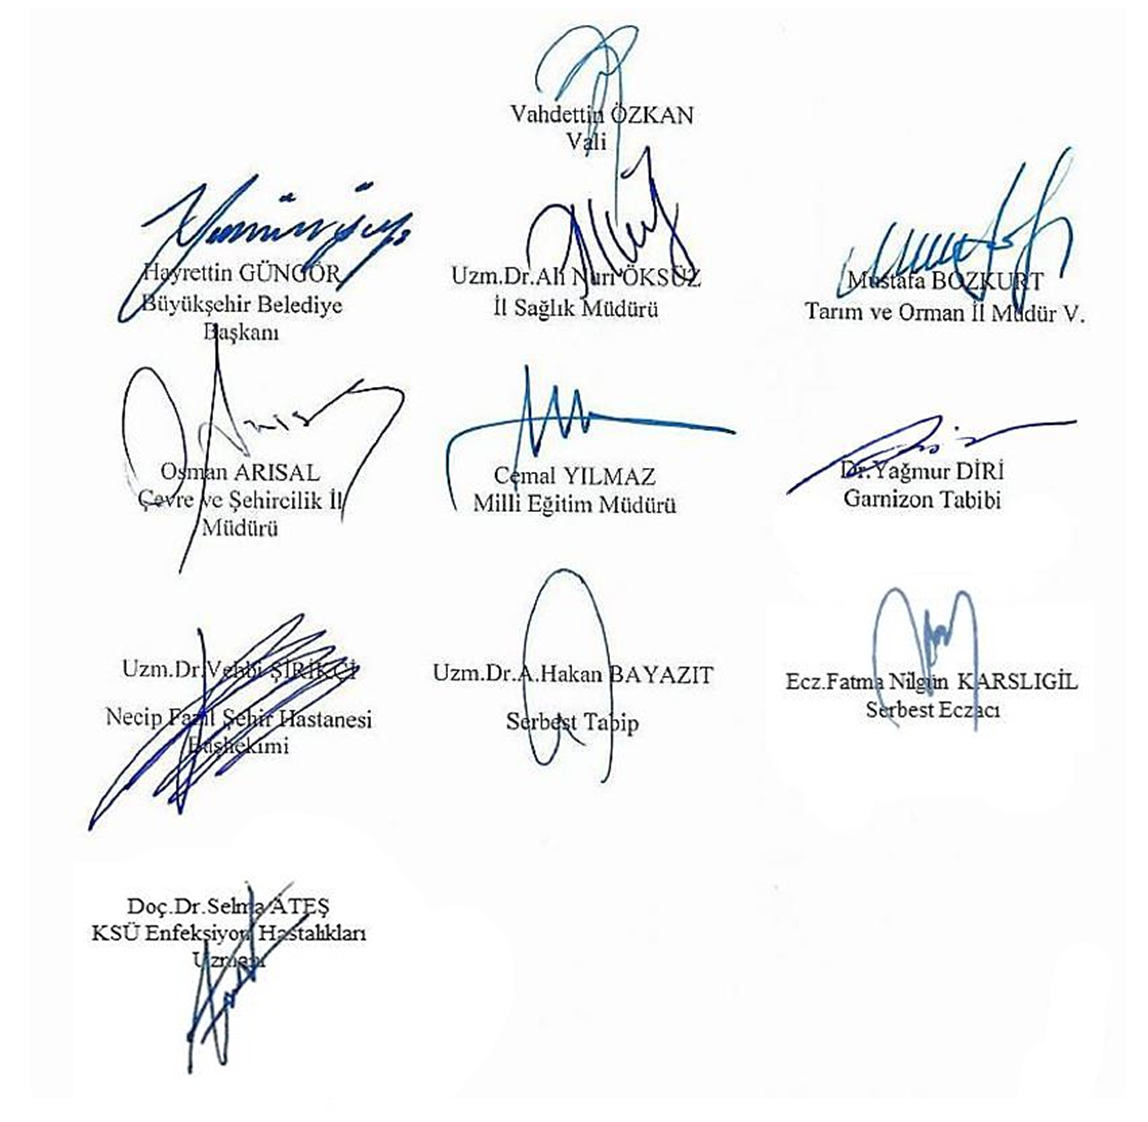 Vahdettin ÖZKAN
Vali
Hayrettin GÜNGÖR
Büyükşehir Belediye
Başkanı
Uzm.Dr.Ali Nuri ÖKSÜZ
İl Sağlık Müdürü
Mustafa BOZKURT
Tarım ve Orman İl Müdür V.
Osman ARISAL
Çevre ve Şehircilik İl
Müdürü
Cemal YILMAZ
Milli Eğitim Müdürü
Dr.Yağmur DİRİ
Garnizon Tabibi
Uzm.Dr.Vehbi ŞİRİKÇİ
Necip Fazıl Şehir Hastanesi
Başhekimi
Uzm.Dr.A.Hakan BAYAZIT
Serbest Tabip
Ecz.Fatma Nilgün KARSLIGİL
Serbest Eczacı
Doç.Dr.Selma ATEŞ
KSÜ Enfeksiyon Hastalıkları
Uzmanı